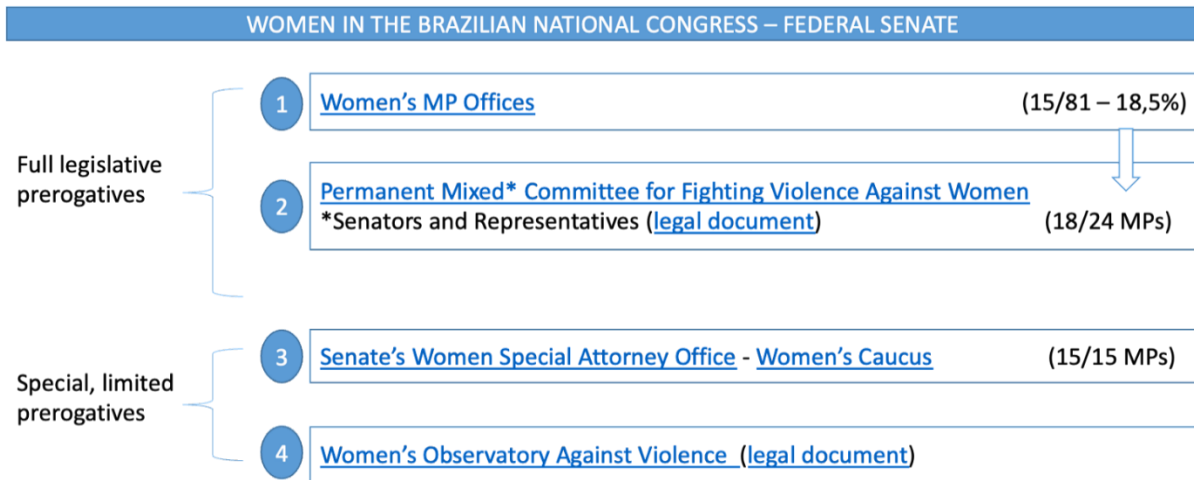 WOMEN IN THE BRAZILIAN NATIONAL CONGRESS – FEDERAL SENATE
Full legislative
prerogatives
1
Women's MP Offices (15/81 – 18,5%)
2
Permanent Mixed* Committee for Fighting Violence Against Women
*Senators and Representatives (legal document) (18/24 MPs)
Special, limited
prerogatives
3
Senate's Women Special Attorney Office - Women's Caucus (15/15 MPs)
4
Women's Observatory Against Violence (legal document)